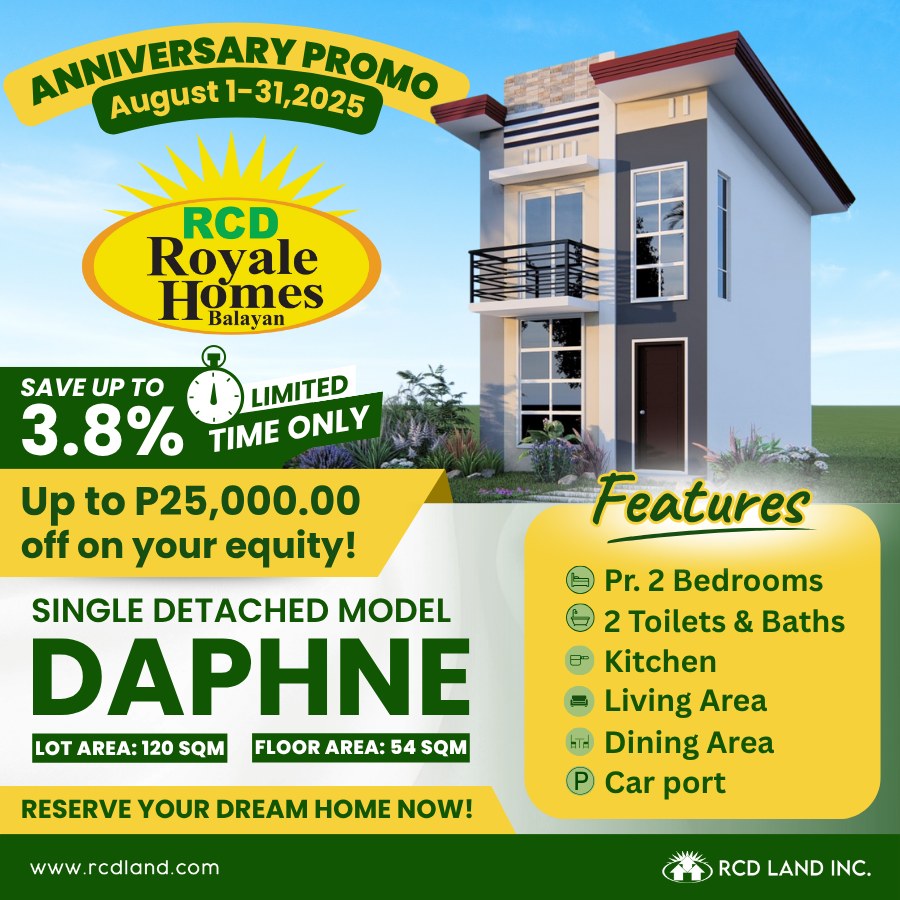 ANNIVERSARY PROMO
August 1-31,2025
RCD
Royale
Homes
Balayan
SAVE UP TO
3.8%
LIMITED
TIME ONLY
Up to P25,000.00
off on your equity!
SINGLE DETACHED MODEL
DAPHNE
LOT AREA: 120 SQM
FLOOR AREA: 54 SQM
RESERVE YOUR DREAM HOME NOW!
Features
Pr. 2 Bedrooms
2 Toilets & Baths
Kitchen
Living Area
Dining Area
P Car port
www.rcdland.com
RCD LAND INC.